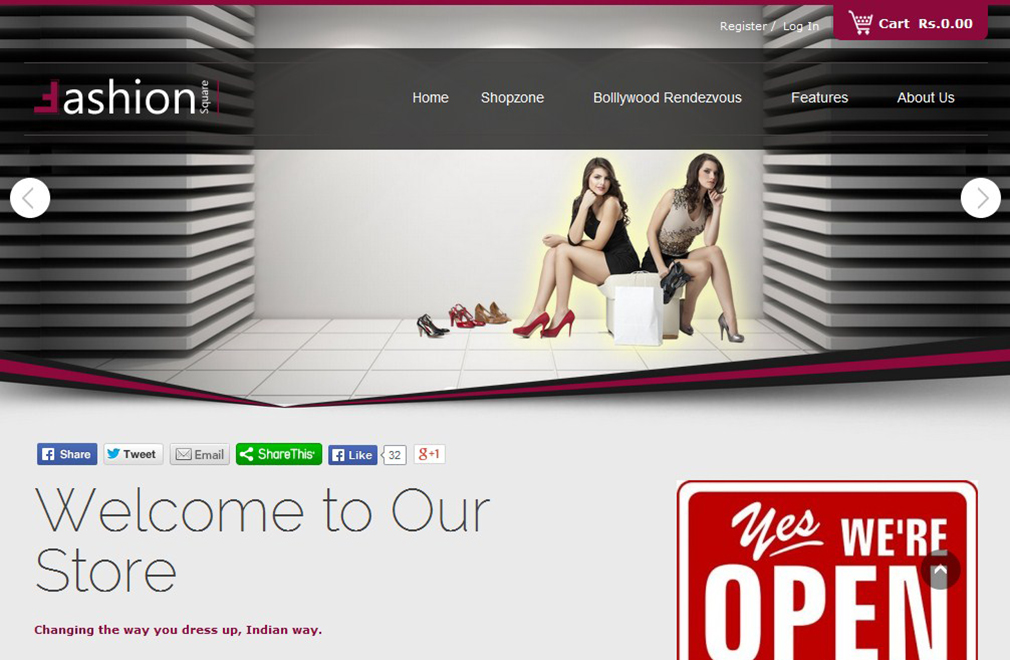 Register / Log In
Cart Rs.0.00
Fashion Square
Home Shopzone Bolllywood Rendezvous Features About Us
Share Tweet Email ShareThis Like 32 g+1
Welcome to Our
Store
Changing the way you dress up, Indian way.
Yes WE'RE
OPEN